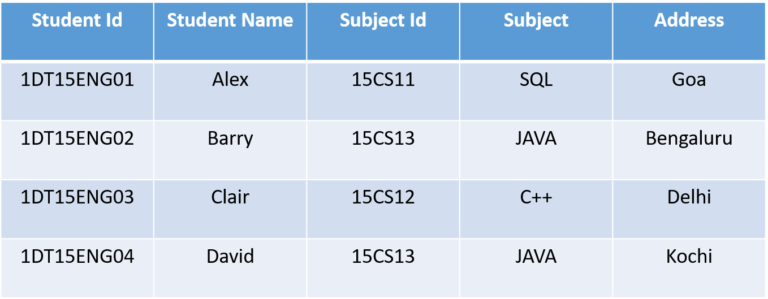 Student Id Student Name Subject Id Subject Address
1DT15ENG01 Alex 15CS11 SQL Goa
1DT15ENG02 Barry 15CS13 JAVA Bengaluru
1DT15ENG03 Clair 15CS12 C++ Delhi
1DT15ENG04 David 15CS13 JAVA Kochi